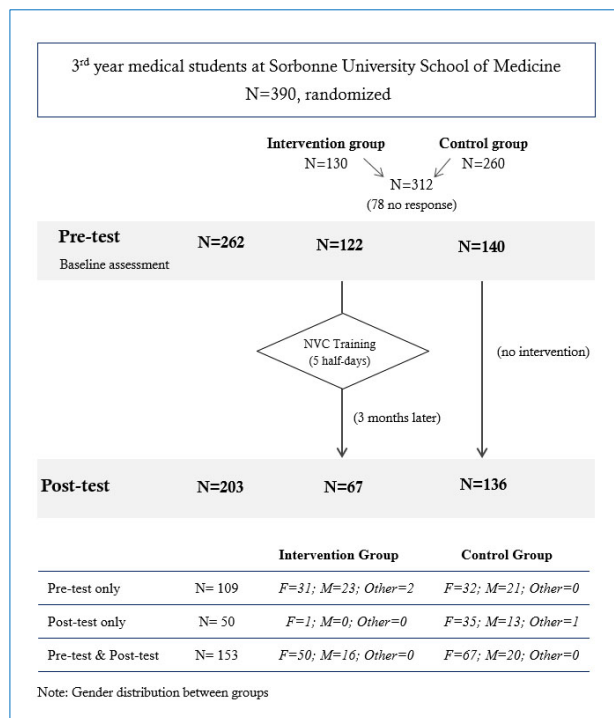 3rd year medical students at Sorbonne University School of Medicine
N=390, randomized
Intervention group Control group
N=130 N=260
N=312
(78 no response)
Pre-test N=262 N=122 N=140
Baseline assessment
NVC Training
(5 half-days)
(no intervention)
(3 months later)
Post-test N=203 N=67 N=136
Intervention Group Control Group
Pre-test only N= 109 F=31; M=23; Other=2 F=32; M=21; Other=0
Post-test only N= 50 F=1; M=0; Other=0 F=35; M=13; Other=1
Pre-test & Post-test N= 153 F=50; M=16; Other=0 F=67; M=20; Other=0
Note: Gender distribution between groups